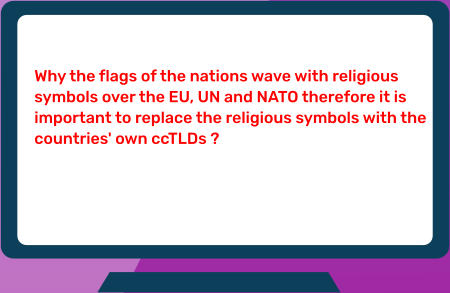 Why the flags of the nations wave with religious
symbols over the EU, UN and NATO therefore it is
important to replace the religious symbols with the
countries' own ccTLDs ?